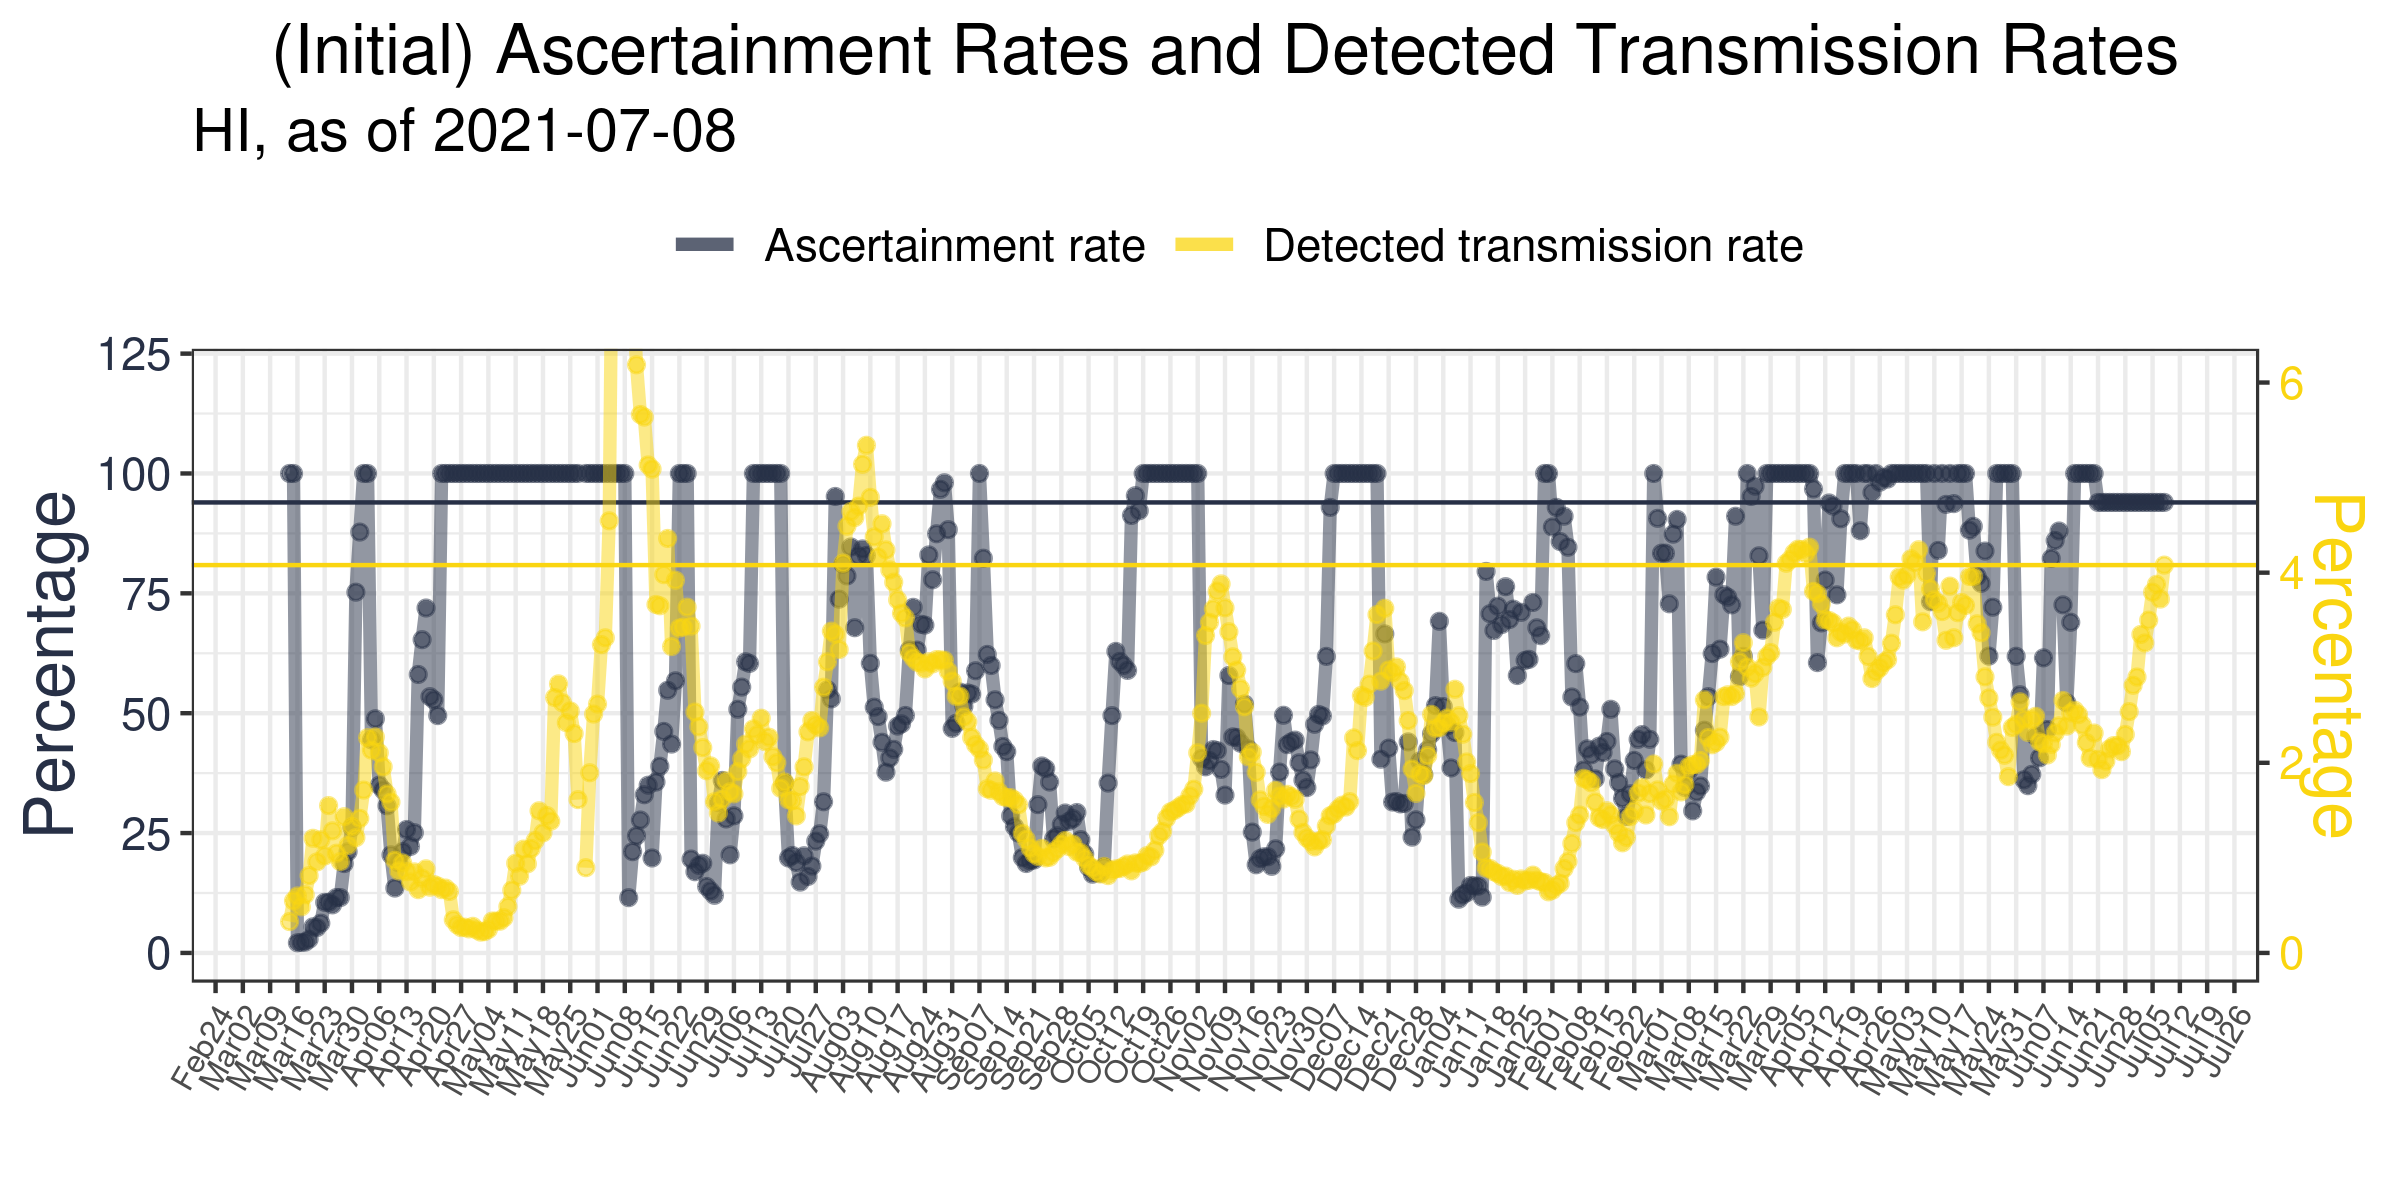 (Initial) Ascertainment Rates and Detected Transmission Rates
HI, as of 2021-07-08
Ascertainment rate
Detected transmission rate
125
100
75
50
25
0
Percentage
6
4
2
0
Percentage
Feb24
Mar02
Mar09
Mar16
Mar23
Mar30
Apr06
Apr13
Apr20
Apr27
May04
May11
May18
May25
Jun01
Jun08
Jun15
Jun22
Jun29
Jul06
Jul13
Jul20
Jul27
Aug03
Aug10
Aug17
Aug24
Aug31
Sep07
Sep14
Sep21
Sep28
Oct05
Oct12
Oct19
Oct26
Nov02
Nov09
Nov16
Nov23
Nov30
Dec07
Dec14
Dec21
Dec28
Jan04
Jan11
Jan18
Jan25
Feb01
Feb08
Feb15
Feb22
Mar01
Mar08
Mar15
Mar22
Mar29
Apr05
Apr12
Apr19
Apr26
May03
May10
May17
May24
May31
Jun07
Jun14
Jun21
Jun28
Jul05
Jul12
Jul19
Jul26